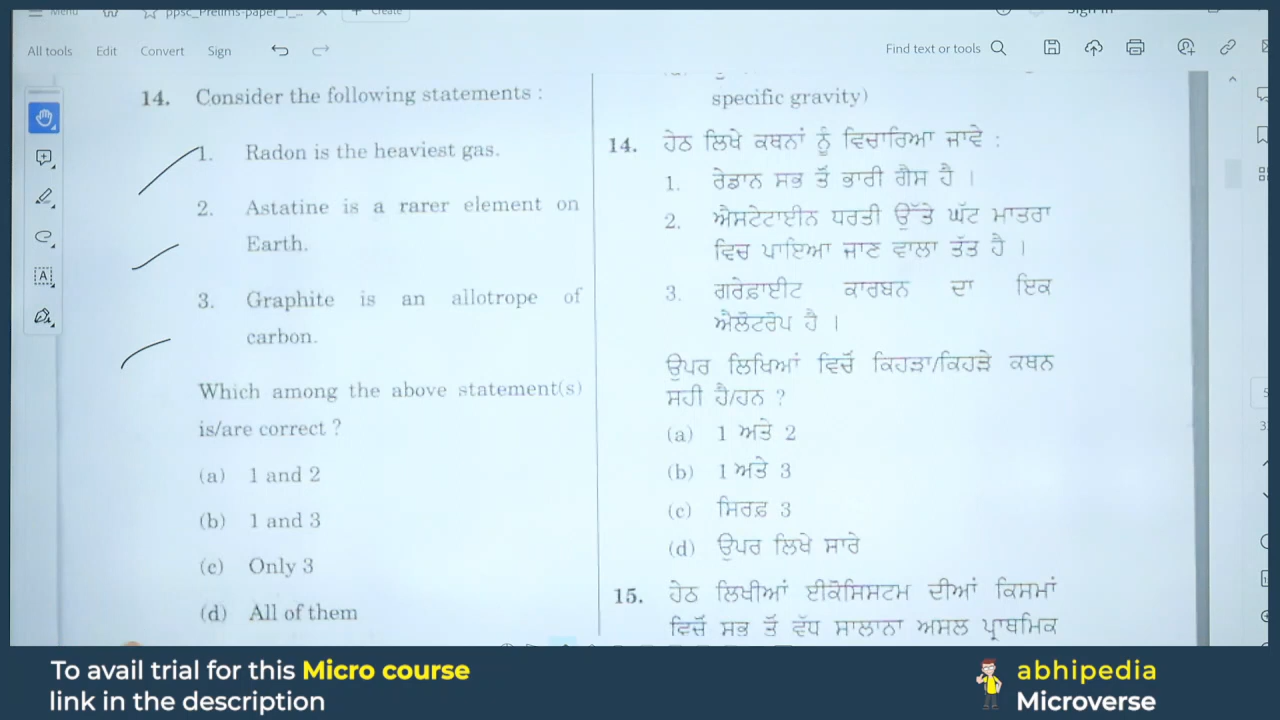 Menu
ppsc_Prelims-paper_I_...
+ Create
All tools Edit Convert Sign
Find text or tools
14. Consider the following statements :
1. Radon is the heaviest gas.
2. Astatine is a rarer element on
Earth.
3. Graphite is an allotrope of
carbon.
Which among the above statement(s)
is/are correct ?
(a) 1 and 2
(b) 1 and 3
(c) Only 3
(d) All of them
specific gravity)
14. ਹੇਠ ਲਿਖੇ ਕਥਨਾਂ ਨੂੰ ਵਿਚਾਰਿਆ ਜਾਵੇ :
1. ਰੇਡਾਨ ਸਭ ਤੋਂ ਭਾਰੀ ਗੈਸ ਹੈ ।
2. ਐਸਟੇਟਾਈਨ ਧਰਤੀ ਉੱਤੇ ਘੱਟ ਮਾਤਰਾ
ਵਿਚ ਪਾਇਆ ਜਾਣ ਵਾਲਾ ਤੱਤ ਹੈ ।
3. ਗਰੇਫ਼ਾਈਟ ਕਾਰਬਨ ਦਾ ਇਕ
ਐਲੋਟਰੋਪ ਹੈ ।
ਉਪਰ ਲਿਖਿਆਂ ਵਿਚੋਂ ਕਿਹੜਾ/ਕਿਹੜੇ ਕਥਨ
ਸਹੀ ਹੈ/ਹਨ ?
(a) 1 ਅਤੇ 2
(b) 1 ਅਤੇ 3
(c) ਸਿਰਫ਼ 3
(d) ਉਪਰ ਲਿਖੇ ਸਾਰੇ
15. ਹੇਠ ਲਿਖੀਆਂ ਈਕੋਸਿਸਟਮ ਦੀਆਂ ਕਿਸਮਾਂ
ਵਿਚੋਂ ਸਭ ਤੋਂ ਵੱਧ ਸਾਲਾਨਾ ਅਸਲ ਪ੍ਰਾਥਮਿਕ
To avail trial for this Micro course
link in the description
abhipedia
Microverse